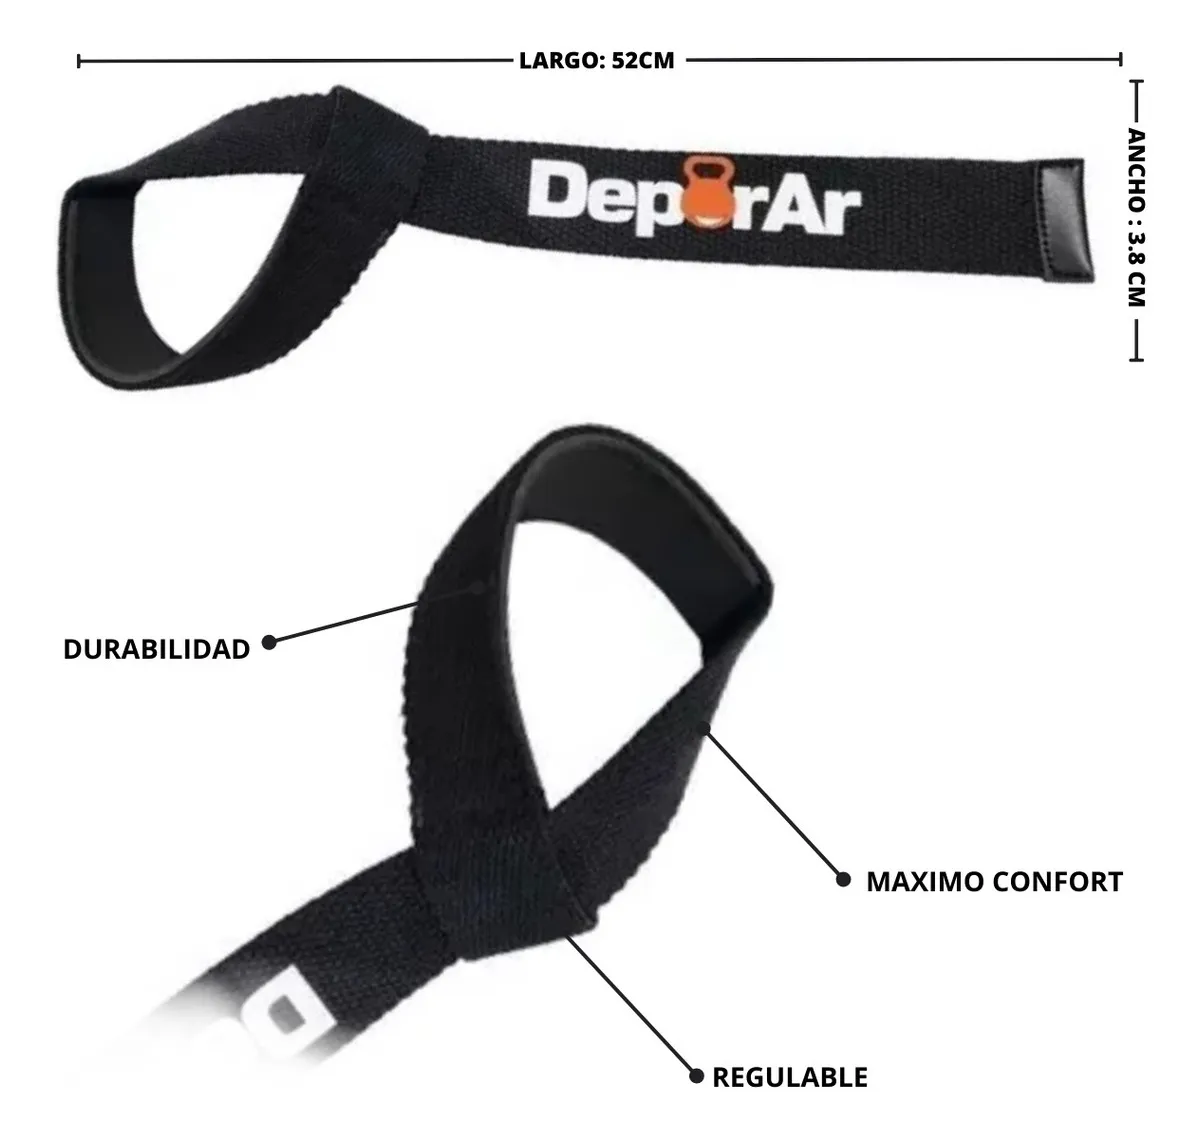 LARGO: 52CM
ANCHO : 3.8 CM
DeporAr
DURABILIDAD
MAXIMO CONFORT
REGULABLE